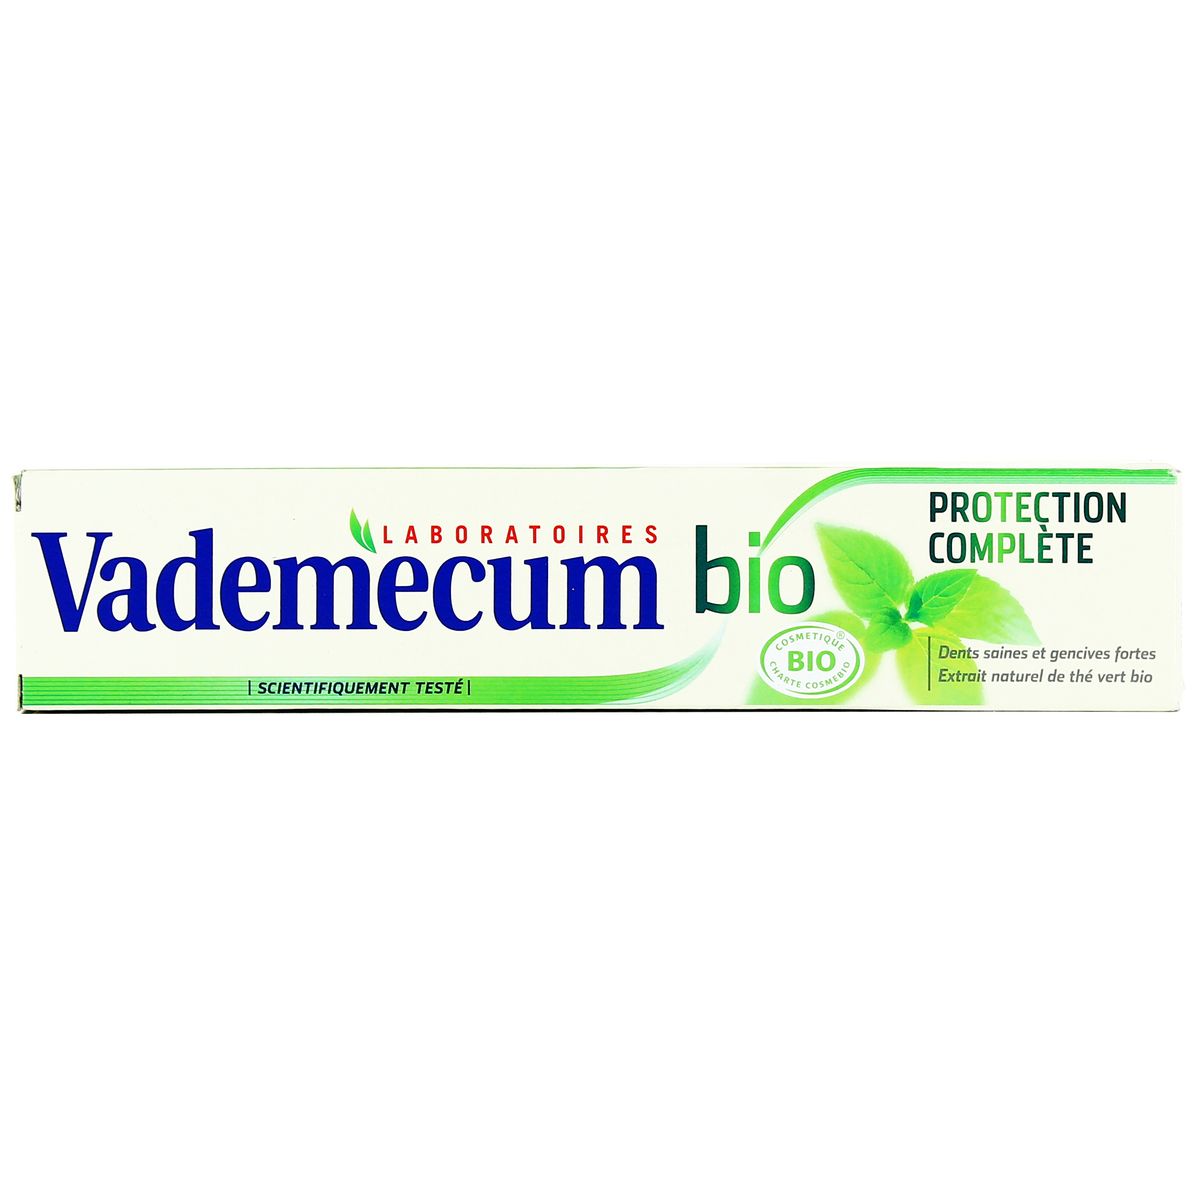 LABORATOIRES
Vademecum bio
SCIENTIFIQUEMENT TESTÉ
COSMETIQUE®
BIO
CHARTE COSMEBIO
PROTECTION
COMPLÈTE
Dents saines et gencives fortes
Extrait naturel de thé vert bio